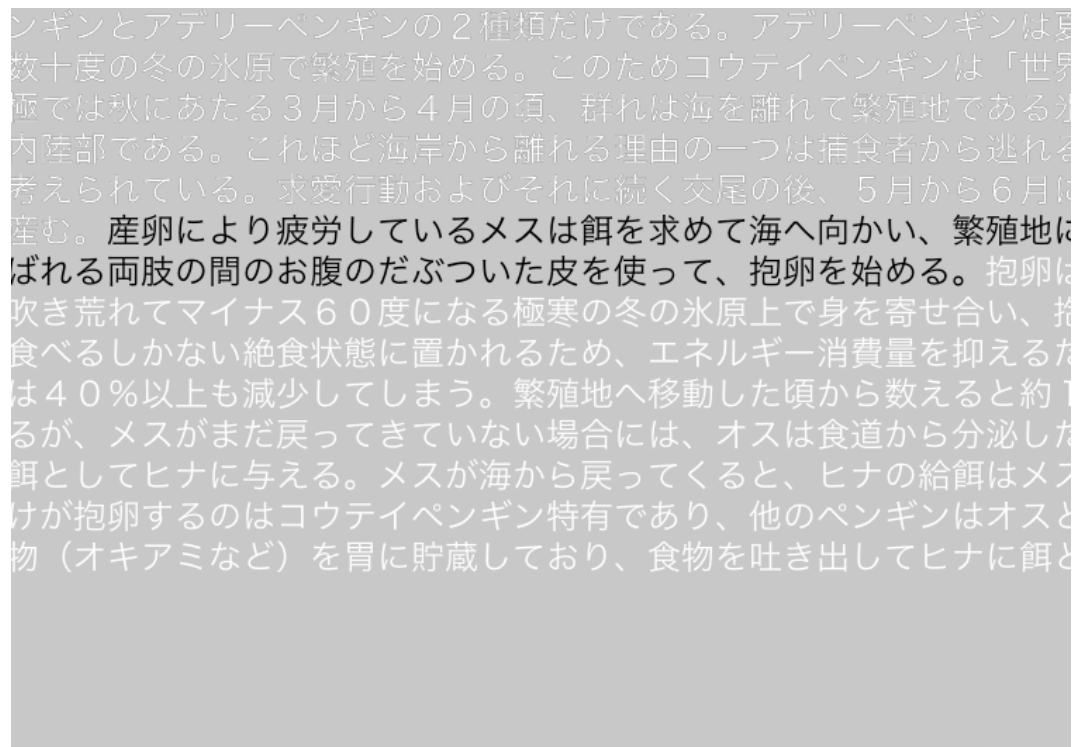 ンギンとアデリーペンギンの２種類だけである。アデリーペンギンは夏
数十度の冬の氷原で繁殖を始める。このためコウテイペンギンは「世界
極では秋にあたる３月から４月の頃、群れは海を離れて繁殖地である氷
内陸部である。これほど海岸から離れる理由の一つは捕食者から逃れる
考えられている。求愛行動およびそれに続く交尾の後、５月から６月に
産む。産卵により疲労しているメスは餌を求めて海へ向かい、繁殖地に
ばれる両肢の間のお腹のだぶついた皮を使って、抱卵を始める。抱卵は
吹き荒れてマイナス６０度になる極寒の冬の氷原上で身を寄せ合い、抱
食べるしかない絶食状態に置かれるため、エネルギー消費量を抑えるた
は４０％以上も減少してしまう。繁殖地へ移動した頃から数えると約１
るが、メスがまだ戻ってきていない場合には、オスは食道から分泌した
餌としてヒナに与える。メスが海から戻ってくると、ヒナの給餌はメス
けが抱卵するのはコウテイペンギン特有であり、他のペンギンはオスと
物（オキアミなど）を胃に貯蔵しており、食物を吐き出してヒナに餌と